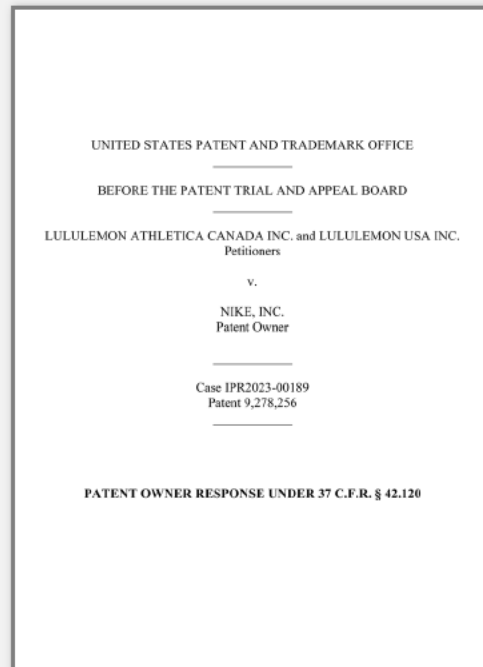 UNITED STATES PATENT AND TRADEMARK OFFICE
BEFORE THE PATENT TRIAL AND APPEAL BOARD
LULULEMON ATHLETICA CANADA INC. and LULULEMON USA INC.
Petitioners
v.
NIKE, INC.
Patent Owner
Case IPR2023-00189
Patent 9,278,256
PATENT OWNER RESPONSE UNDER 37 C.F.R. § 42.120